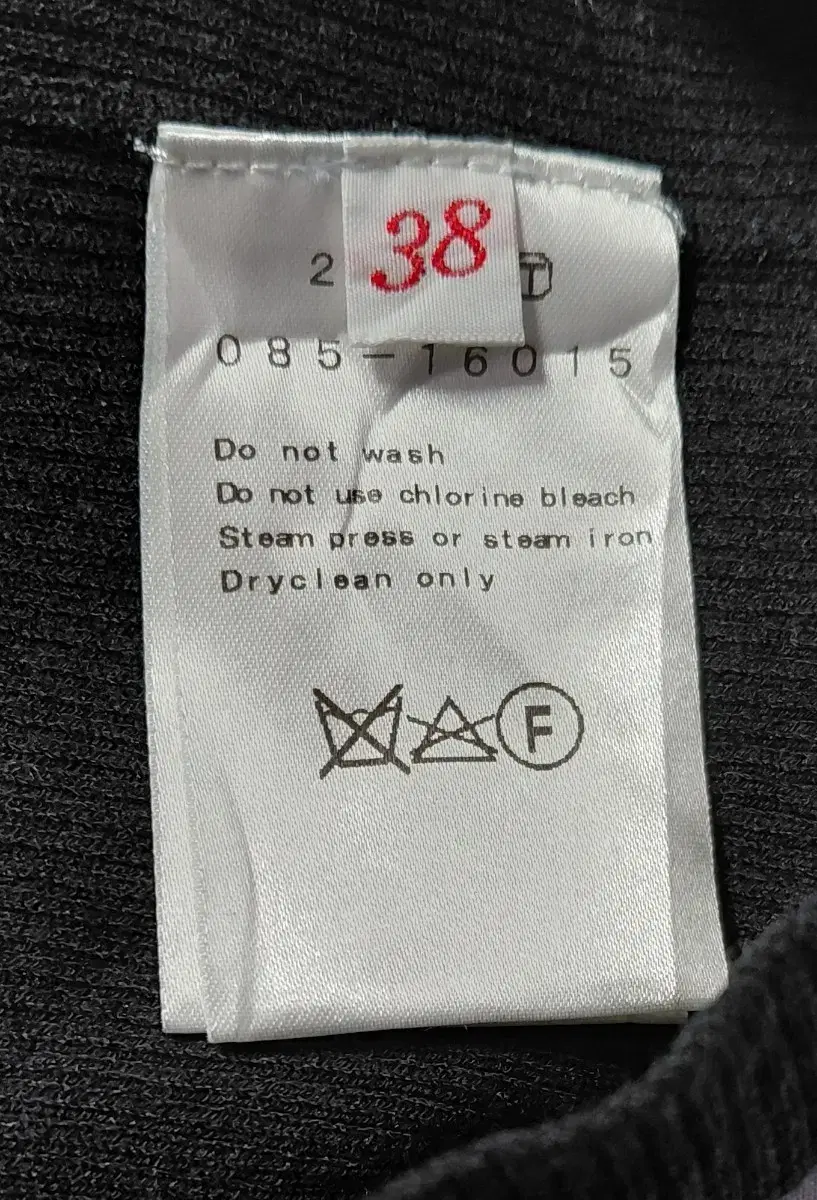 38
2 T
085-16015
Do not wash
Do not use chlorine bleach
Steam press or steam iron
Dryclean only
F